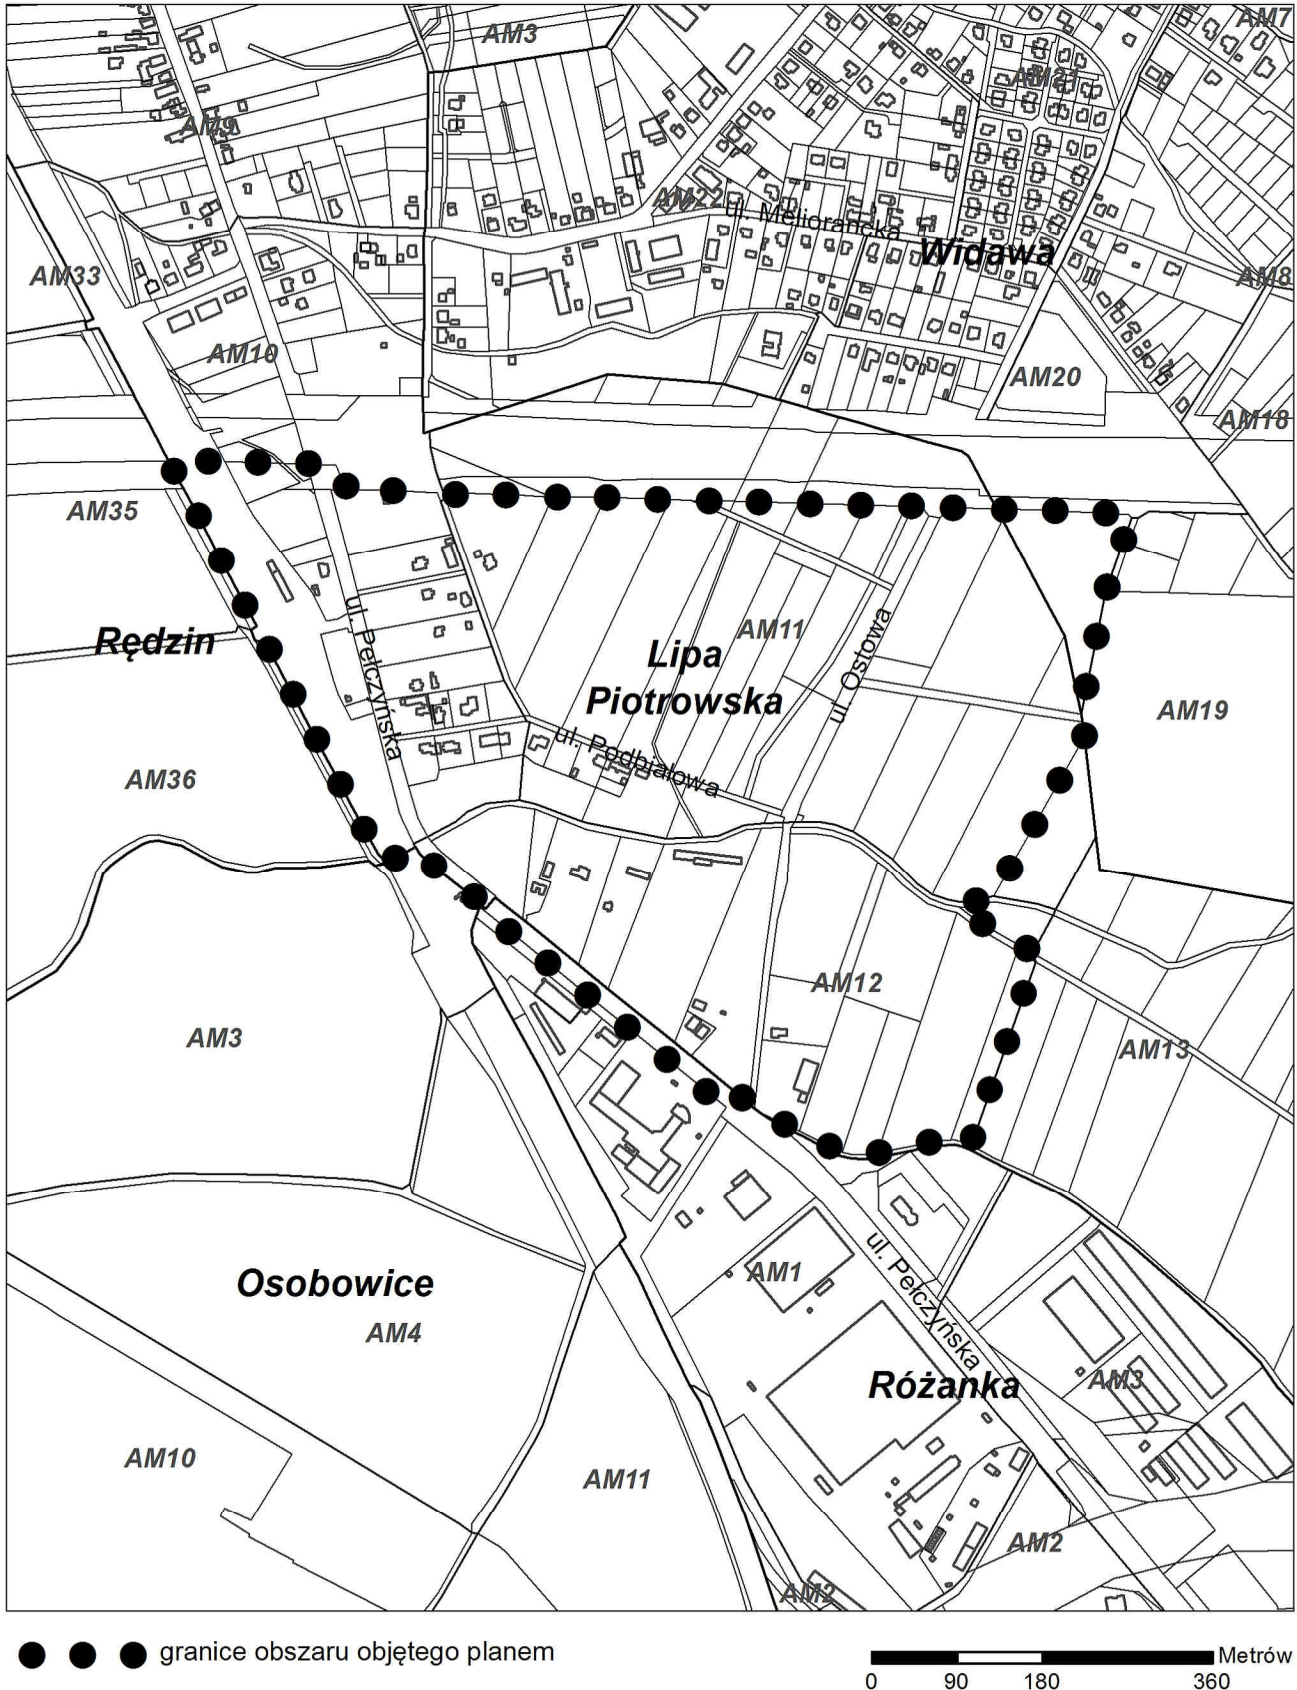 AM3
AM7
AM21
AM9
AM22
ul. Meliorancka
Widawa
AM33
AM8
AM10
AM20
AM18
AM35
Rędzin
ul. Pełczyńska
Lipa
Piotrowska
AM11
ul. Ostowa
AM19
ul. Podbiałowa
AM36
AM12
AM3
AM13
Osobowice
AM4
AM1
ul. Pełczyńska
Różanka
AM3
AM10
AM11
AM2
AM2
granice obszaru objętego planem
Metrów
0 90 180 360